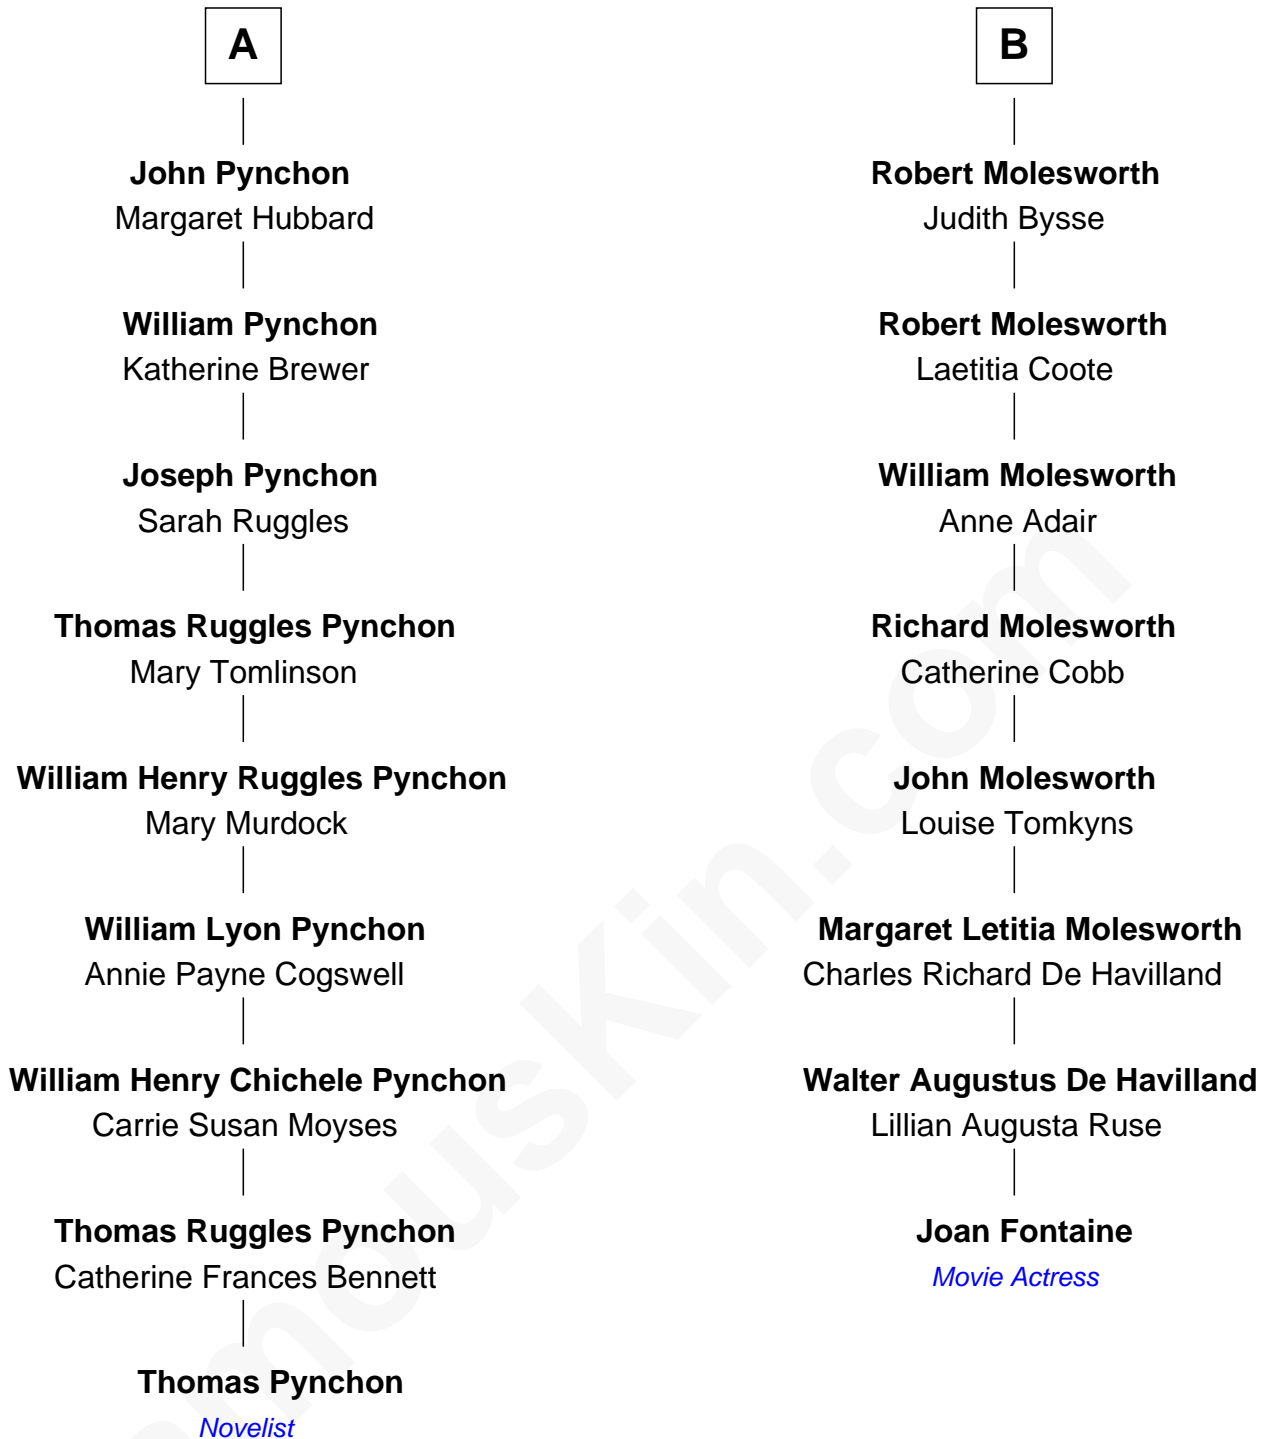 A
John Pynchon
Margaret Hubbard
William Pynchon
Katherine Brewer
Joseph Pynchon
Sarah Ruggles
Thomas Ruggles Pynchon
Mary Tomlinson
William Henry Ruggles Pynchon
Mary Murdock
William Lyon Pynchon
Annie Payne Cogswell
William Henry Chichele Pynchon
Carrie Susan Moyses
Thomas Ruggles Pynchon
Catherine Frances Bennett
Thomas Pynchon
Novelist
B
Robert Molesworth
Judith Bysse
Robert Molesworth
Laetitia Coote
William Molesworth
Anne Adair
Richard Molesworth
Catherine Cobb
John Molesworth
Louise Tomkyns
Margaret Letitia Molesworth
Charles Richard De Havilland
Walter Augustus De Havilland
Lillian Augusta Ruse
Joan Fontaine
Movie Actress
amousKin.com